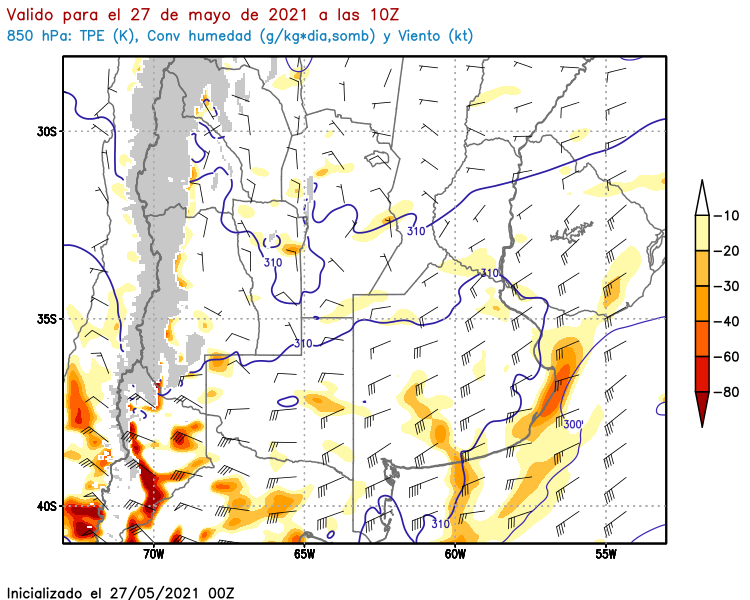 Valido para el 27 de mayo de 2021 a las 10Z
850 hPa: TPE (K), Conv humedad (g/kg*dia,somb) y Viento (kt)
30S
35S
40S
70W
65W
60W
55W
310
310
310
310
300
310
-10
-20
-30
-40
-60
-80
Inicializado el 27/05/2021 00Z